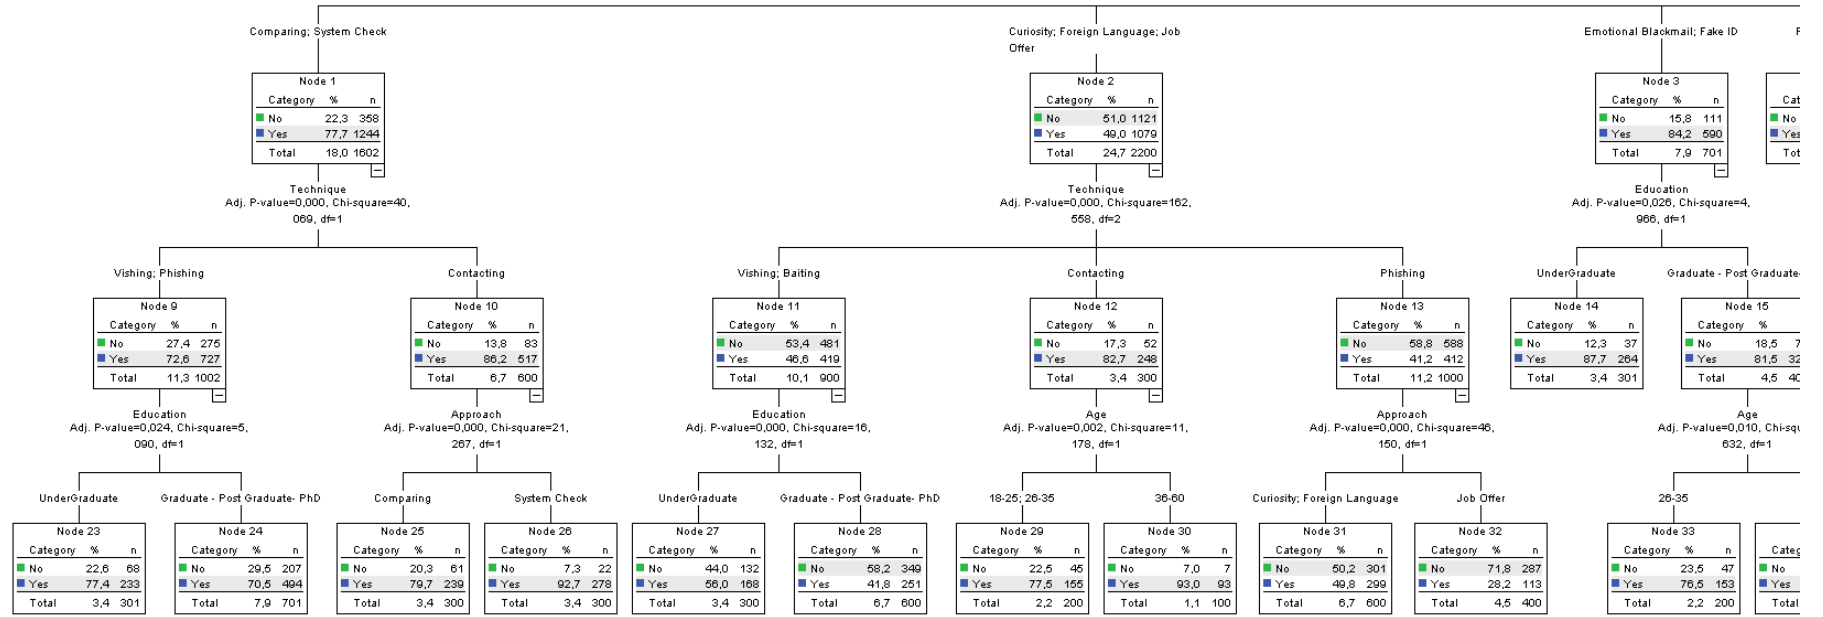 Comparing; System Check
Curiosity; Foreign Language; Job
Offer
Emotional Blackmail; Fake ID
Node 1
Category % n
No 22,3 358
Yes 77,7 1244
Total 18,0 1602
Node 2
Category % n
No 51,0 1121
Yes 49,0 1079
Total 24,7 2200
Node 3
Category % n
No 15,8 111
Yes 84,2 590
Total 7,9 701
No
Yes
Technique
Adj. P-value=0,000, Chi-square=40,
069, df=1
Technique
Adj. P-value=0,000, Chi-square=162,
558, df=2
Education
Adj. P-value=0,026, Chi-square=4,
966, df=1
Vishing; Phishing
Contacting
Vishing; Baiting
Contacting
Phishing
UnderGraduate
Graduate - Post Graduate-
Node 9
Category % n
No 27,4 275
Yes 72,6 727
Total 11,3 1002
Node 10
Category % n
No 13,8 83
Yes 86,2 517
Total 6,7 600
Node 11
Category % n
No 53,4 481
Yes 46,6 419
Total 10,1 900
Node 12
Category % n
No 17,3 52
Yes 82,7 248
Total 3,4 300
Node 13
Category % n
No 58,8 588
Yes 41,2 412
Total 11,2 1000
Node 14
Category % n
No 12,3 37
Yes 87,7 264
Total 3,4 301
Node 15
Category % n
No 18,5 7
Yes 81,5 32
Total 4,5 40
Education
Adj. P-value=0,024, Chi-square=5,
090, df=1
Approach
Adj. P-value=0,000, Chi-square=21,
267, df=1
Education
Adj. P-value=0,000, Chi-square=16,
132, df=1
Age
Adj. P-value=0,002, Chi-square=11,
178, df=1
Approach
Adj. P-value=0,000, Chi-square=46,
150, df=1
Age
Adj. P-value=0,010, Chi-squ
632, df=1
UnderGraduate
Graduate - Post Graduate- PhD
Comparing
System Check
UnderGraduate
Graduate - Post Graduate- PhD
18-25; 26-35
36-60
Curiosity; Foreign Language
Job Offer
26-35
Node 23
Category % n
No 22,6 68
Yes 77,4 233
Total 3,4 301
Node 24
Category % n
No 29,5 207
Yes 70,5 494
Total 7,9 701
Node 25
Category % n
No 20,3 61
Yes 79,7 239
Total 3,4 300
Node 26
Category % n
No 7,3 22
Yes 92,7 278
Total 3,4 300
Node 27
Category % n
No 44,0 132
Yes 56,0 168
Total 3,4 300
Node 28
Category % n
No 58,2 349
Yes 41,8 251
Total 6,7 600
Node 29
Category % n
No 22,5 45
Yes 77,5 155
Total 2,2 200
Node 30
Category % n
No 7,0 7
Yes 93,0 93
Total 1,1 100
Node 31
Category % n
No 50,2 301
Yes 49,8 299
Total 6,7 600
Node 32
Category % n
No 71,8 287
Yes 28,2 113
Total 4,5 400
Node 33
Category % n
No 23,5 47
Yes 76,5 153
Total 2,2 200
Categ
No
Yes
Total